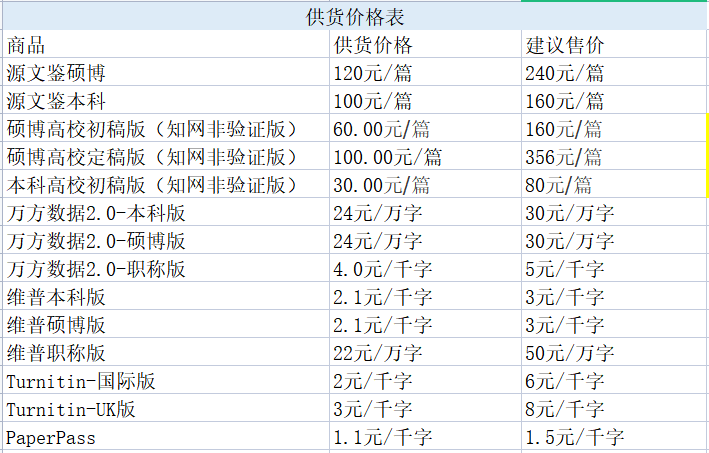 供货价格表
商品 供货价格 建议售价
源文鉴硕博 120元/篇 240元/篇
源文鉴本科 100元/篇 160元/篇
硕博高校初稿版（知网非验证版） 60.00元/篇 160元/篇
硕博高校定稿版（知网非验证版） 100.00元/篇 356元/篇
本科高校初稿版（知网非验证版） 30.00元/篇 80元/篇
万方数据2.0-本科版 24元/万字 30元/万字
万方数据2.0-硕博版 24元/万字 30元/万字
万方数据2.0-职称版 4.0元/千字 5元/千字
维普本科版 2.1元/千字 3元/千字
维普硕博版 2.1元/千字 3元/千字
维普职称版 22元/万字 50元/万字
Turnitin-国际版 2元/千字 6元/千字
Turnitin-UK版 3元/千字 8元/千字
PaperPass 1.1元/千字 1.5元/千字